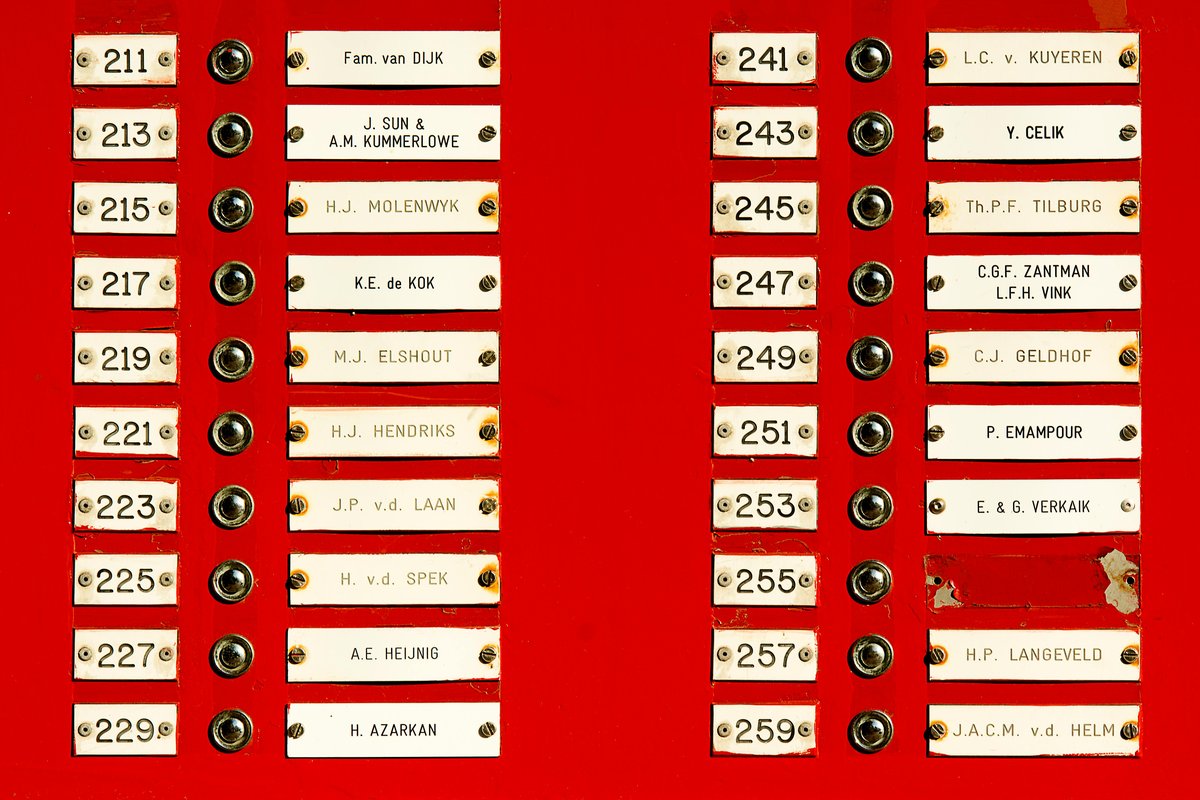 211 Fam. van DIJK
213 J. SUN &
A.M. KUMMERLOWE
215 H.J. MOLENWYK
217 K.E. de KOK
219 M.J. ELSHOUT
221 H.J. HENDRIKS
223 J.P. v.d. LAAN
225 H. v.d. SPEK
227 A.E. HEIJNIG
229 H. AZARKAN
241 L.C. v. KUYEREN
243 Y. CELIK
245 Th.P.F. TILBURG
247 C.G.F. ZANTMAN
L.F.H. VINK
249 C.J. GELDHOF
251 P. EMAMPOUR
253 E. & G. VERKAIK
255
257 H.P. LANGEVELD
259 J.A.C.M. v.d. HELM